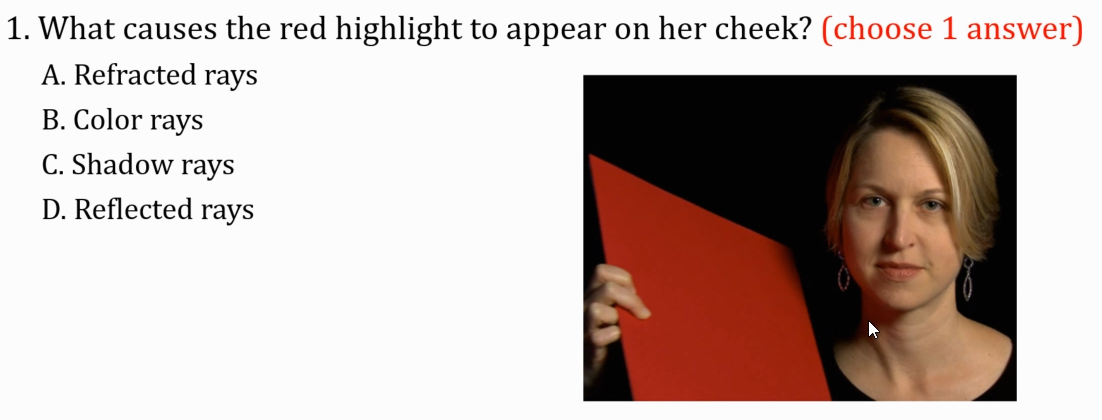 1. What causes the red highlight to appear on her cheek? (choose 1 answer)
A. Refracted rays
B. Color rays
C. Shadow rays
D. Reflected rays